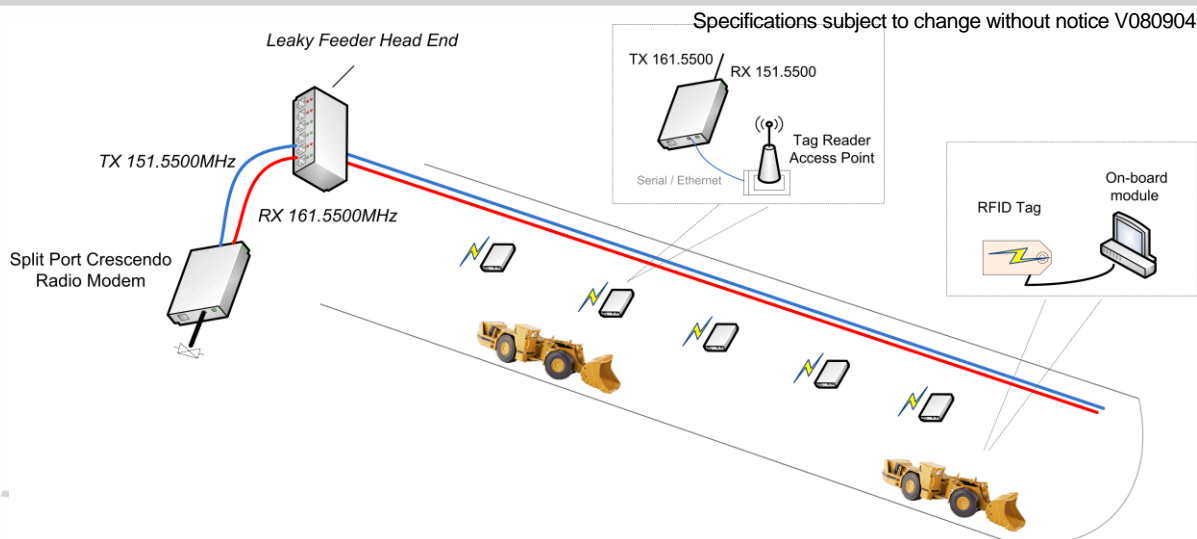 Specifications subject to change without notice V080904
Leaky Feeder Head End
TX 161.5500
RX 151.5500
TX 151.5500MHz
Tag Reader
Access Point
Serial / Ethernet
On-board
module
RFID Tag
RX 161.5500MHz
Split Port Crescendo
Radio Modem